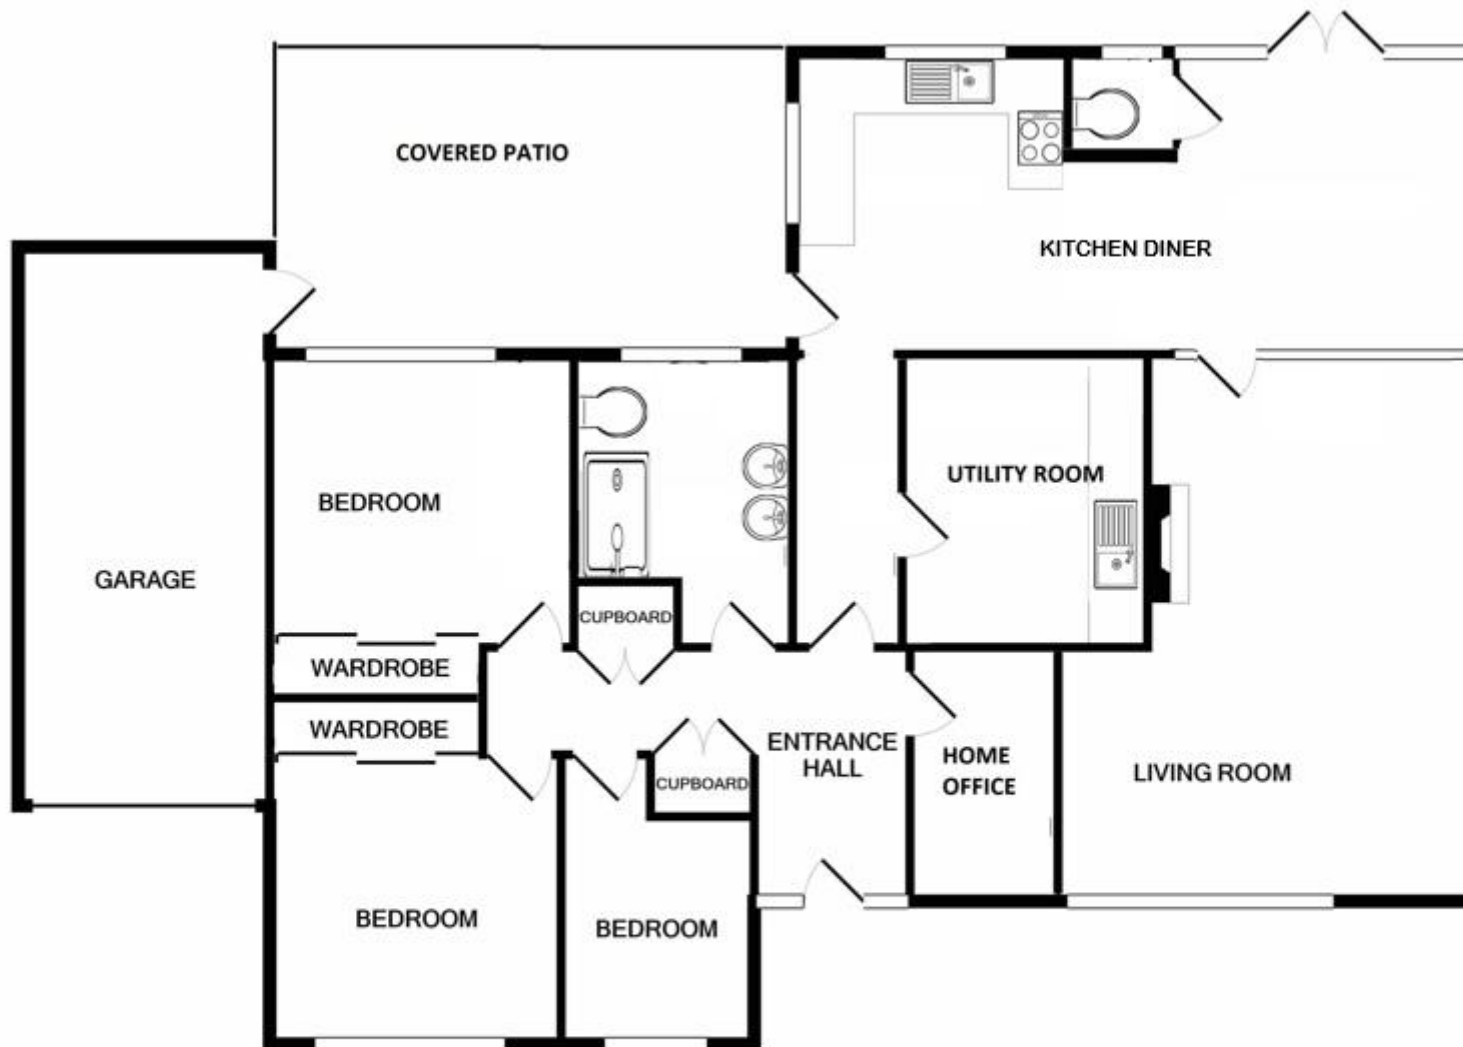 COVERED PATIO
KITCHEN DINER
UTILITY ROOM
BEDROOM
GARAGE
CUPBOARD
WARDROBE
WARDROBE
ENTRANCE
HALL
HOME
OFFICE
LIVING ROOM
CUPBOARD
BEDROOM
BEDROOM